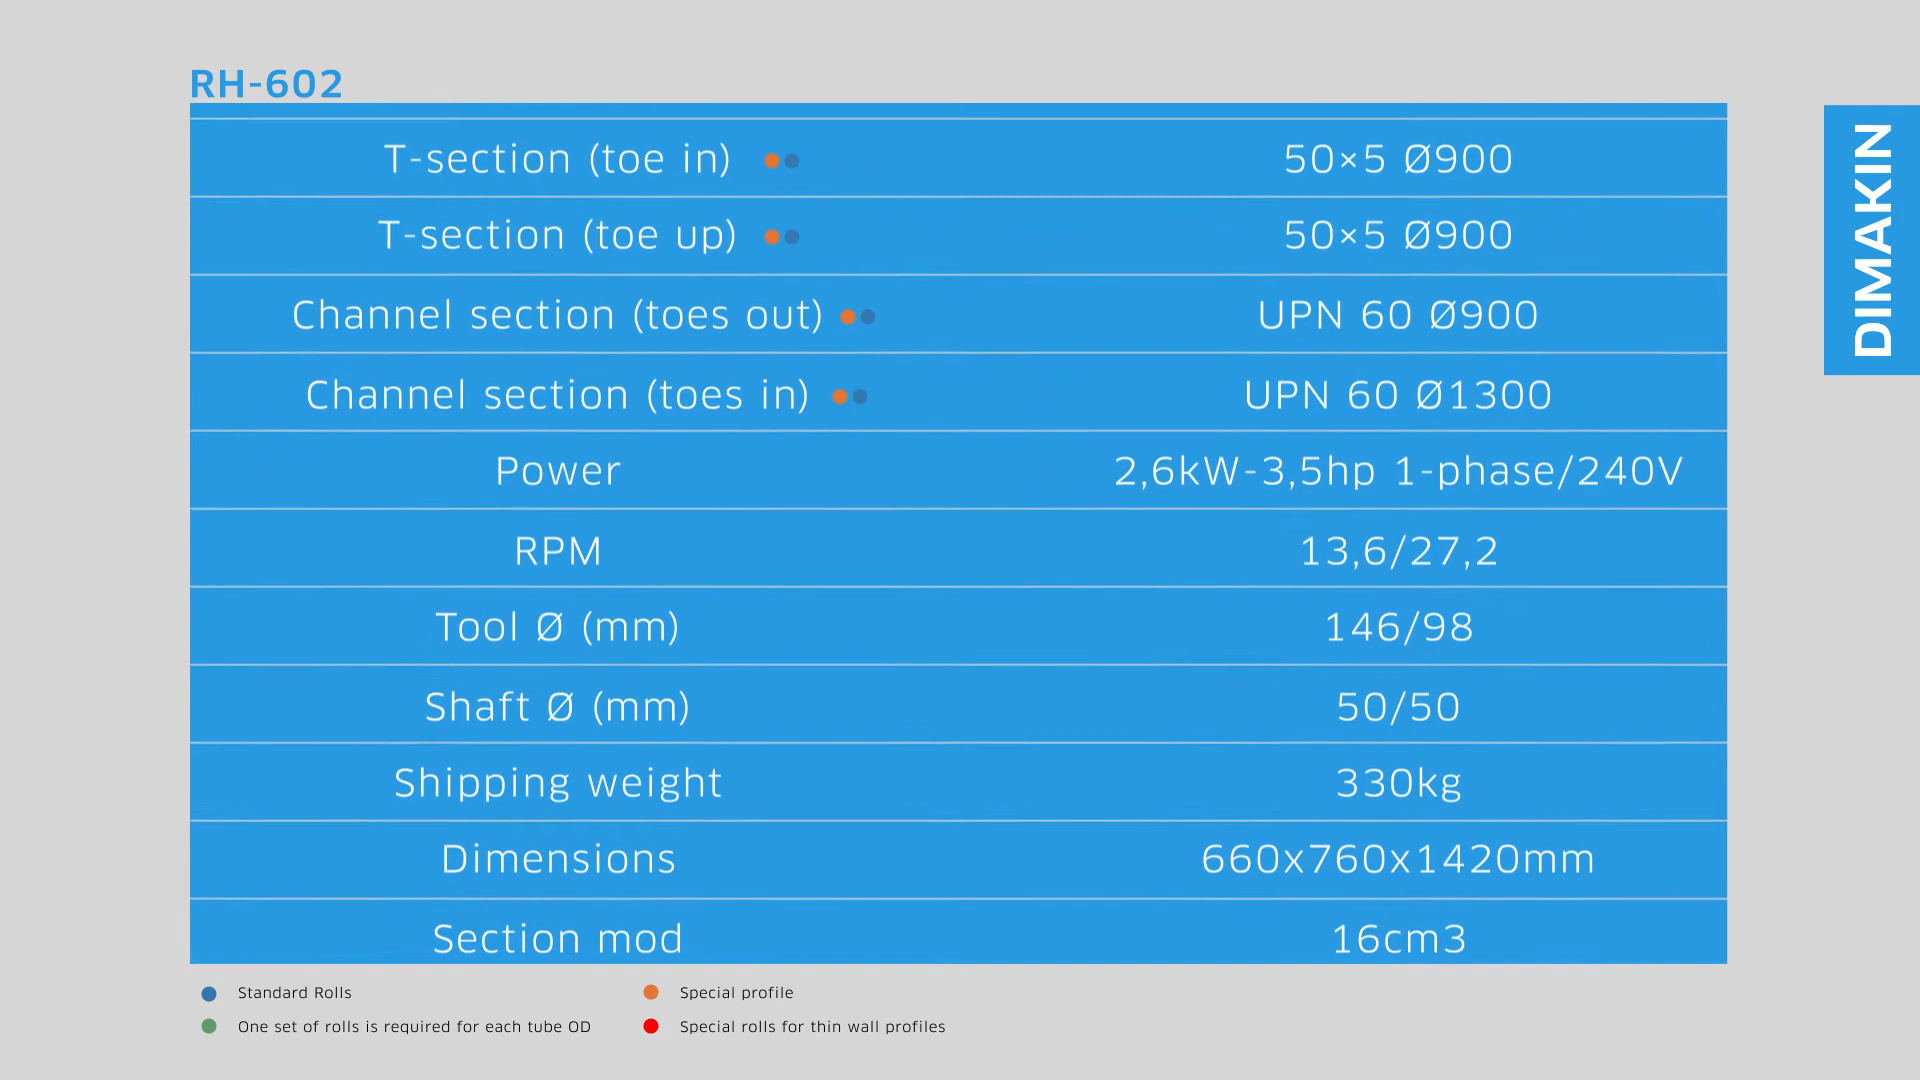 RH-602
T-section (toe in) 50×5 Ø900
T-section (toe up) 50×5 Ø900
Channel section (toes out) UPN 60 Ø900
Channel section (toes in) UPN 60 Ø1300
Power 2,6kW-3,5hp 1-phase/240V
RPM 13,6/27,2
Tool Ø (mm) 146/98
Shaft Ø (mm) 50/50
Shipping weight 330kg
Dimensions 660x760x1420mm
Section mod 16cm3
Standard Rolls
Special profile
One set of rolls is required for each tube OD
Special rolls for thin wall profiles
DIMAKIN